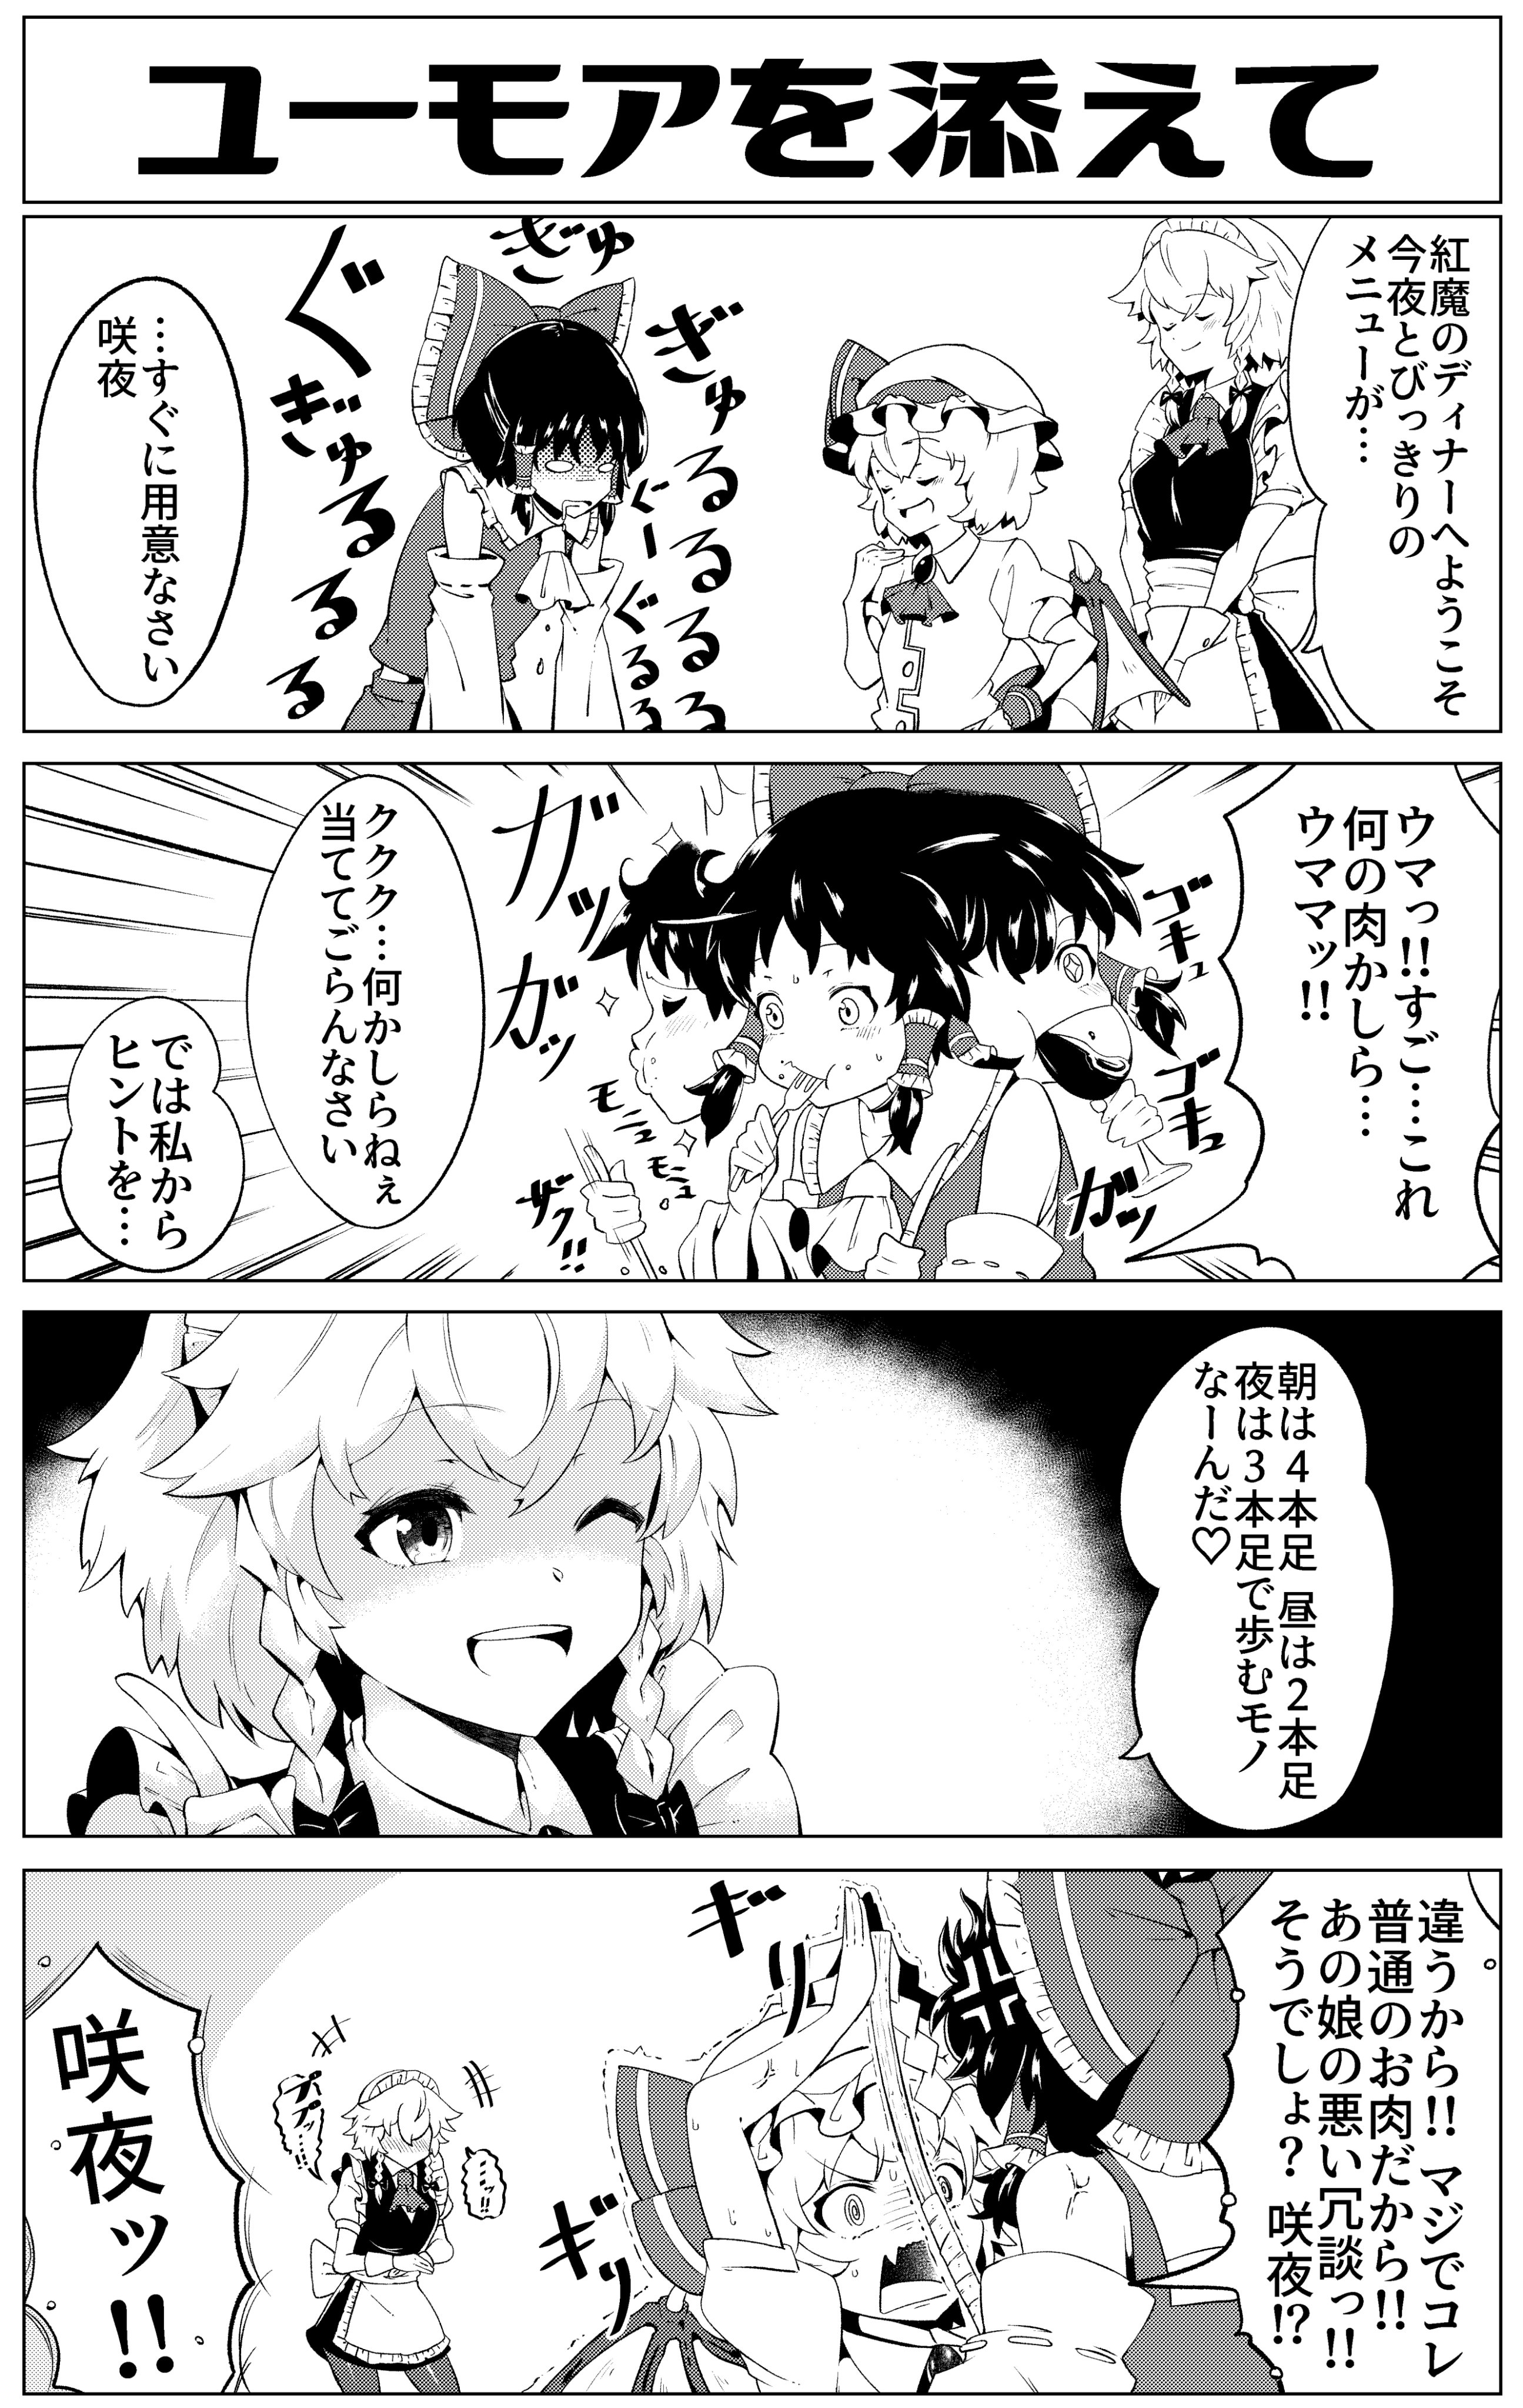 ユーモアを添えて
紅魔のディナーへようこそ
今夜とびっきりの
メニューが…
ぎゅるるるるる
ぐーぐるるる
ぎゅ
ぐぎゅるるる
…すぐに用意なさい
咲夜
ウマっ!!すご…これ
何の肉かしら…
ウママッ!!
ゴキュ
ゴキュ
ガッ
ガッ
ガッ
モニュ
モニュ
ザク!!
ククク…何かしらねぇ
当ててごらんなさい
では私から
ヒントを…
朝は4本足 昼は2本足
夜は3本足で歩むモノ
なーんだ♡
違うから!! マジでコレ
普通のお肉だから!!
あの娘の悪い冗談っ!!
そうでしょ? 咲夜!?
ギリ
ギリッ
ププッ…
咲夜ッ!!